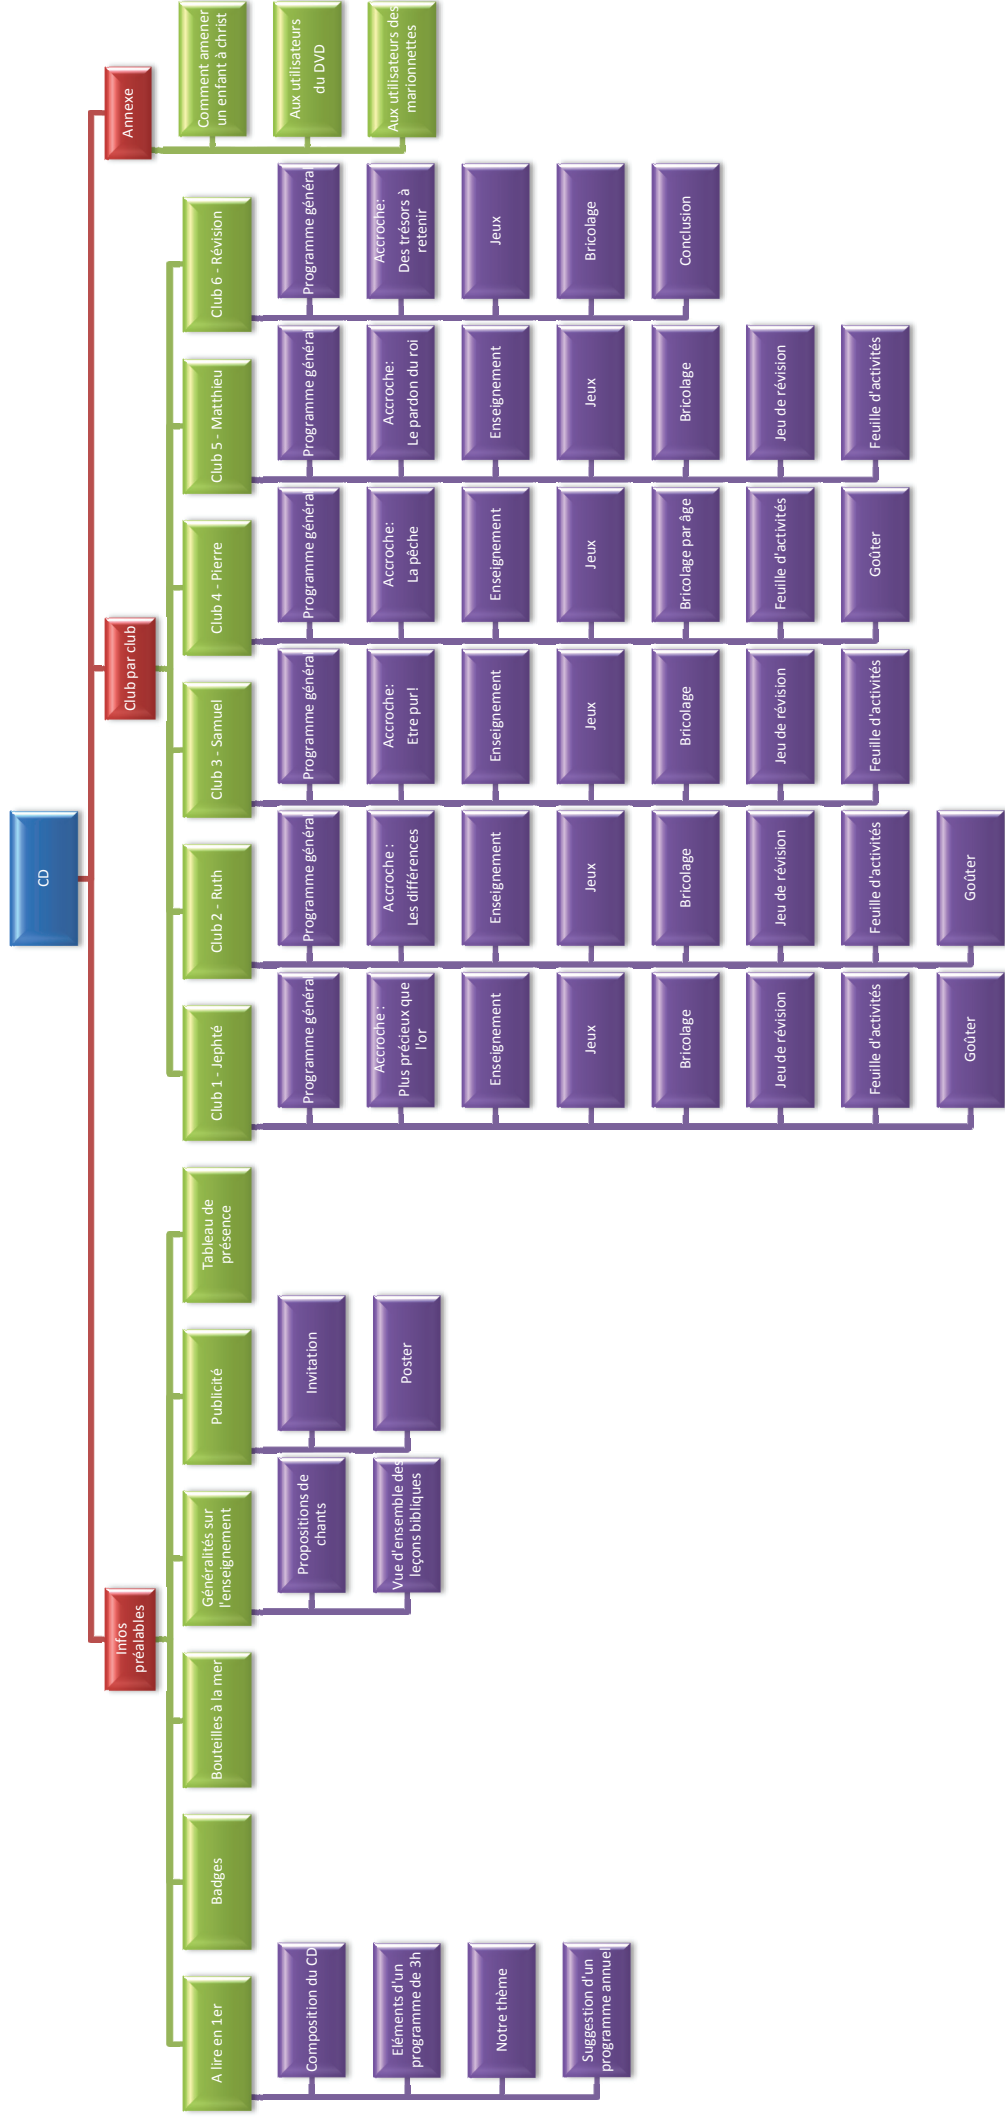 CD
Infos
préalables
A lire en 1er
Composition du CD
Eléments d'un
programme de 3h
Notre thème
Suggestion d'un
programme annuel
Badges
Bouteilles à la mer
Généralités sur
l'enseignement
Propositions de
chants
Vue d'ensemble des
leçons bibliques
Publicité
Invitation
Poster
Tableau de
présence
Club par club
Club 1 - Jephté
Programme général
Accroche :
Plus précieux que
l'or
Enseignement
Jeux
Bricolage
Jeu de révision
Feuille d'activités
Goûter
Club 2 - Ruth
Programme général
Accroche :
Les différences
Enseignement
Jeux
Bricolage
Jeu de révision
Feuille d'activités
Goûter
Club 3 - Samuel
Programme général
Accroche:
Etre pur!
Enseignement
Jeux
Bricolage
Jeu de révision
Feuille d'activités
Club 4 - Pierre
Programme général
Accroche:
La pêche
Enseignement
Jeux
Bricolage par âge
Feuille d'activités
Goûter
Club 5 - Matthieu
Programme général
Accroche:
Le pardon du roi
Enseignement
Jeux
Bricolage
Jeu de révision
Feuille d'activités
Club 6 - Révision
Programme général
Accroche:
Des trésors à
retenir
Jeux
Bricolage
Conclusion
Annexe
Comment amener
un enfant à christ
Aux utilisateurs
du DVD
Aux utilisateurs des
marionnettes